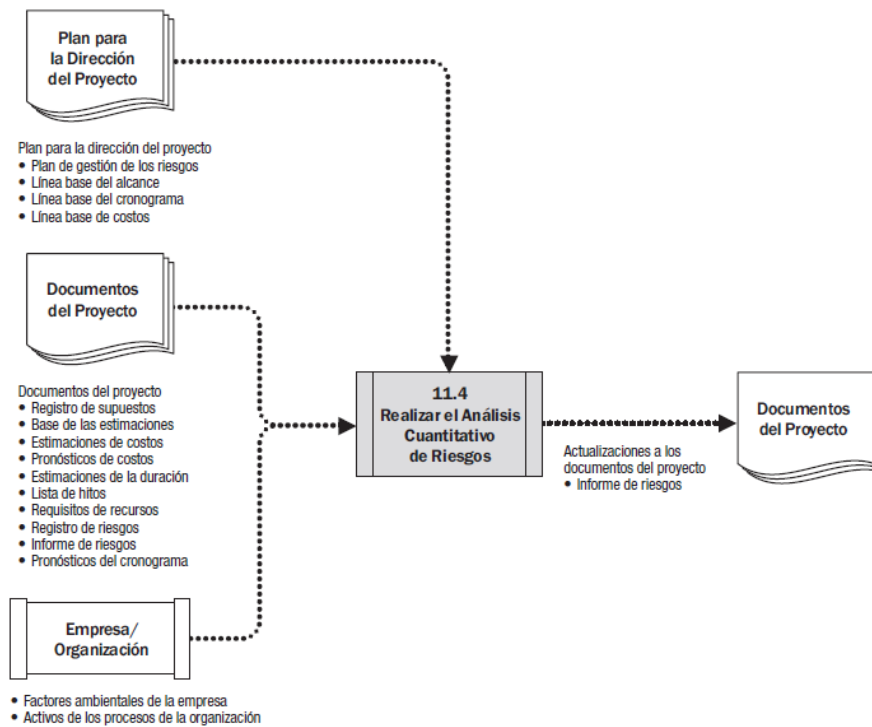 Plan para
la Dirección
del Proyecto
Plan para la dirección del proyecto
• Plan de gestión de los riesgos
• Línea base del alcance
• Línea base del cronograma
• Línea base de costos
Documentos
del Proyecto
Documentos del proyecto
• Registro de supuestos
• Base de las estimaciones
• Estimaciones de costos
• Pronósticos de costos
• Estimaciones de la duración
• Lista de hitos
• Requisitos de recursos
• Registro de riesgos
• Informe de riesgos
• Pronósticos del cronograma
Empresa/
Organización
• Factores ambientales de la empresa
• Activos de los procesos de la organización
11.4
Realizar el Análisis
Cuantitativo
de Riesgos
Actualizaciones a los
documentos del proyecto
• Informe de riesgos
Documentos
del Proyecto